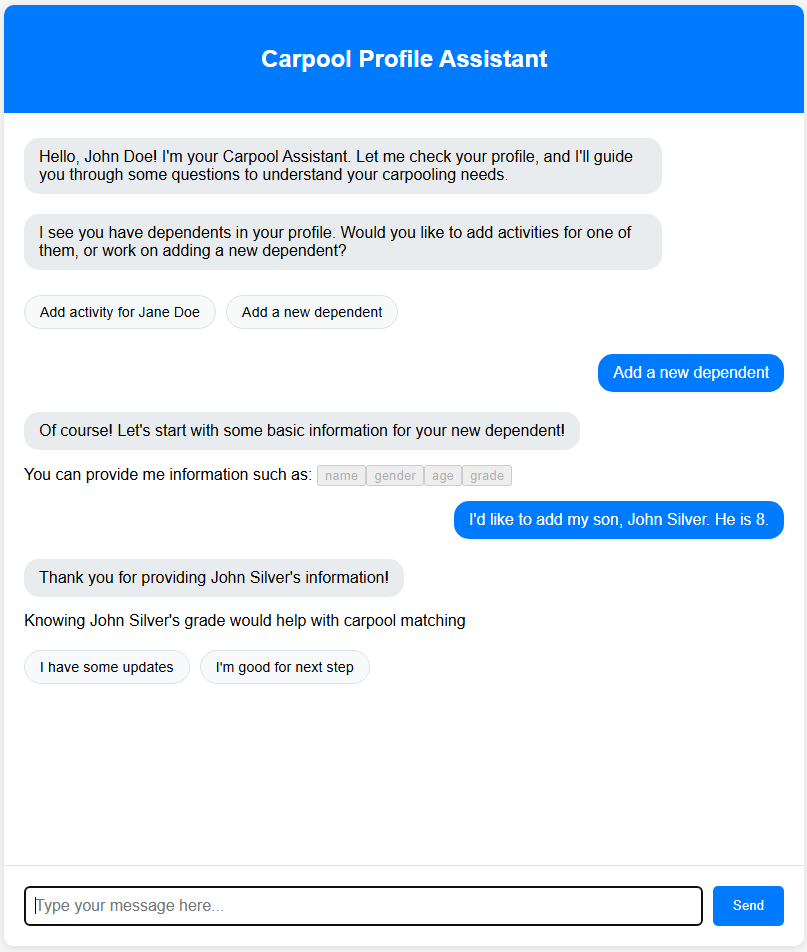 Carpool Profile Assistant
Hello, John Doe! I'm your Carpool Assistant. Let me check your profile, and I'll guide
you through some questions to understand your carpooling needs.
I see you have dependents in your profile. Would you like to add activities for one of
them, or work on adding a new dependent?
Add activity for Jane Doe Add a new dependent
Add a new dependent
Of course! Let's start with some basic information for your new dependent!
You can provide me information such as: name gender age grade
I'd like to add my son, John Silver. He is 8.
Thank you for providing John Silver's information!
Knowing John Silver's grade would help with carpool matching
I have some updates I'm good for next step
Type your message here... Send